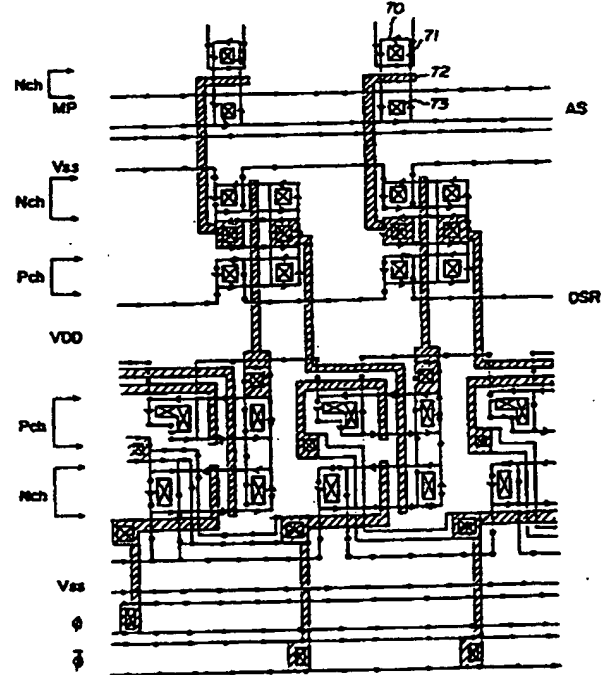 70
71
Nch
72
MP
73
AS
Vss
Nch
Pch
DSR
VDD
Pch
Nch
Vss
ϕ
ϕ̅